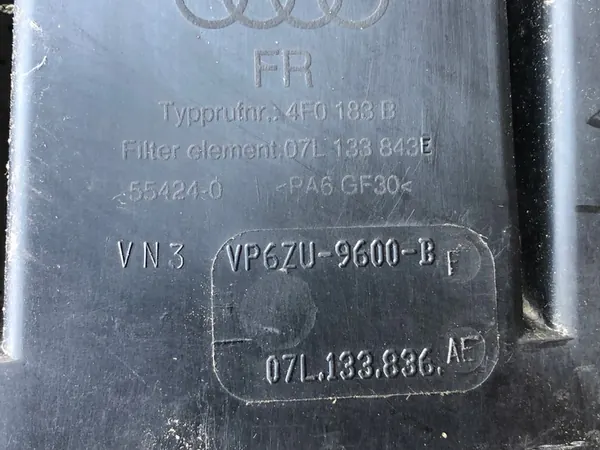 FR
Typprufnr.: 4F0 183 B
Filter element.07L 133 843E
-55424-0 <PA6 GF30<
VN3 VP6ZU-9600-B F
07L.133.836. AE